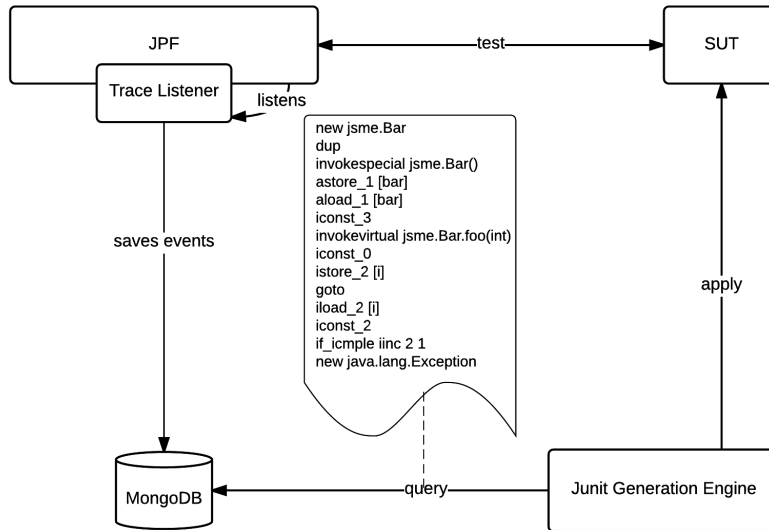 JPF
test
SUT
Trace Listener
listens
new jsme.Bar
dup
invokespecial jsme.Bar()
astore_1 [bar]
aload_1 [bar]
iconst_3
invokevirtual jsme.Bar.foo(int)
iconst_0
istore_2 [i]
goto
iload_2 [i]
iconst_2
if_icmple iinc 2 1
new java.lang.Exception
saves events
apply
MongoDB
query
Junit Generation Engine